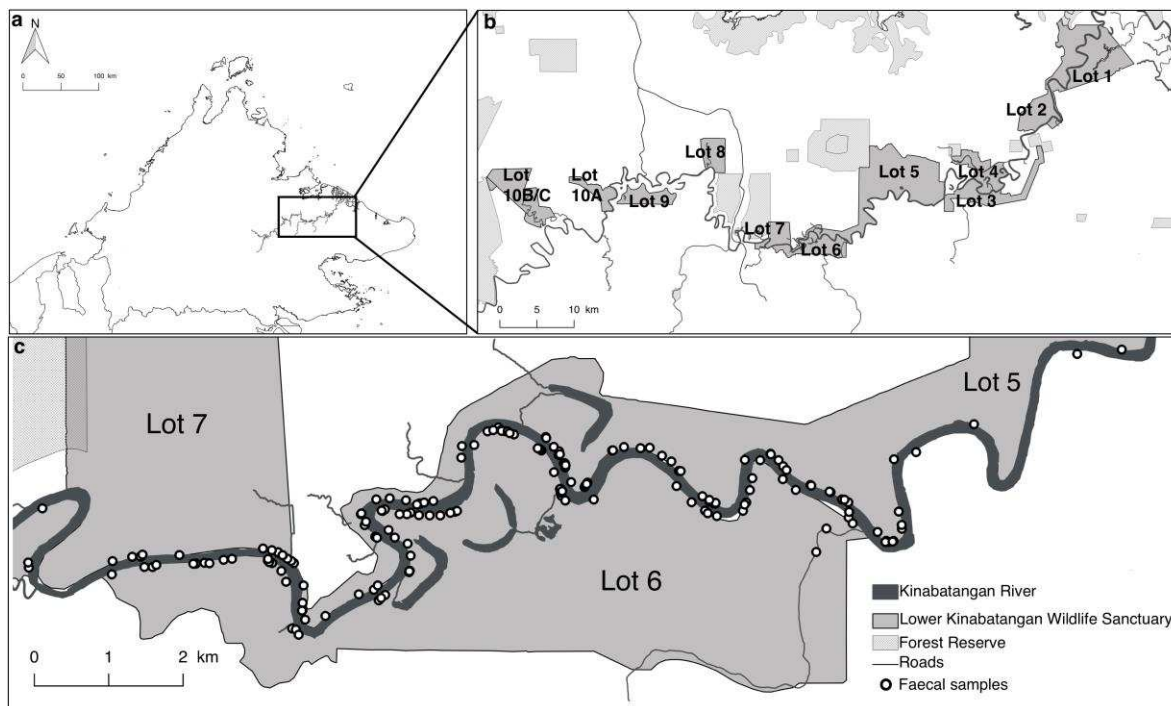 a
N
0 50 100 km
b
Lot 1
Lot 2
Lot 8
Lot 5
Lot 4
Lot
10B/C
Lot
10A
Lot 9
Lot 3
Lot 7
Lot 6
0 5 10 km
c
Lot 7
Lot 5
Lot 6
Kinabatangan River
Lower Kinabatangan Wildlife Sanctuary
Forest Reserve
Roads
Faecal samples
0 1 2 km